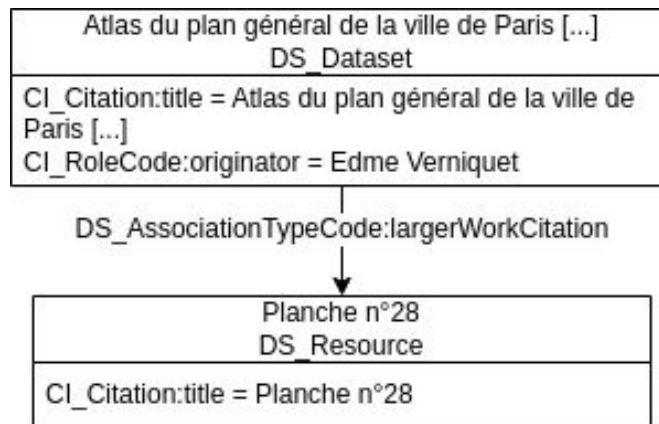 Atlas du plan général de la ville de Paris [...]
DS_Dataset
CI_Citation:title = Atlas du plan général de la ville de
Paris [...]
CI_RoleCode:originator = Edme Verniquet
DS_AssociationTypeCode:largerWorkCitation
Planche n°28
DS_Resource
CI_Citation:title = Planche n°28